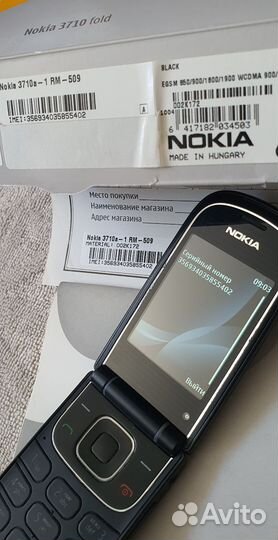 Nokia 3710 fold
BLACK
Nokia 3710a-1 RM-509
IMEI:356934035855402
A
EGSM 850/900/1800/1900 WCDMA 900/
002K172
6 417182 034503
NOKIA
MADE IN HUNGARY
Место покупки
Наименование магазина
Адрес магазина
Nokia 3710a-1 RM-509
MATERIAL: 002K172
IMEI:356934035855402
NOKIA
09:03
Серийный номер
356934035855402
Выйти
Avito